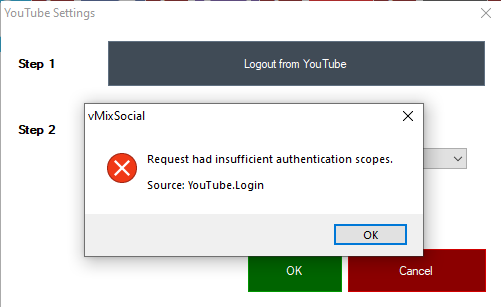 YouTube Settings
Step 1
Logout from YouTube
vMixSocial
Step 2
Request had insufficient authentication scopes.
Source: YouTube.Login
OK
OK
Cancel